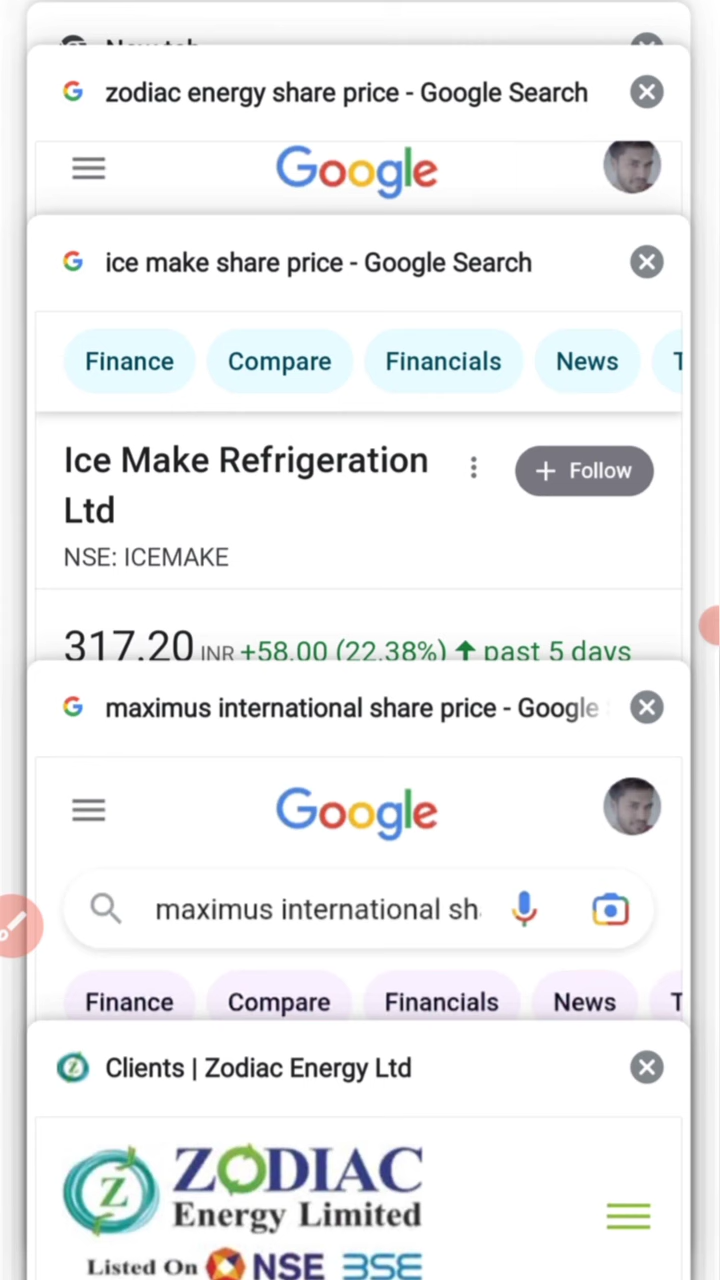 New tab
zodiac energy share price - Google Search
Google
ice make share price - Google Search
Finance Compare Financials News T
Ice Make Refrigeration
Ltd
+ Follow
NSE: ICEMAKE
317.20 INR +58.00 (22.38%) ↑ past 5 days
maximus international share price - Google
Google
maximus international sh
Finance Compare Financials News T
Clients | Zodiac Energy Ltd
Z ZODIAC
Energy Limited
Listed On NSE BSE